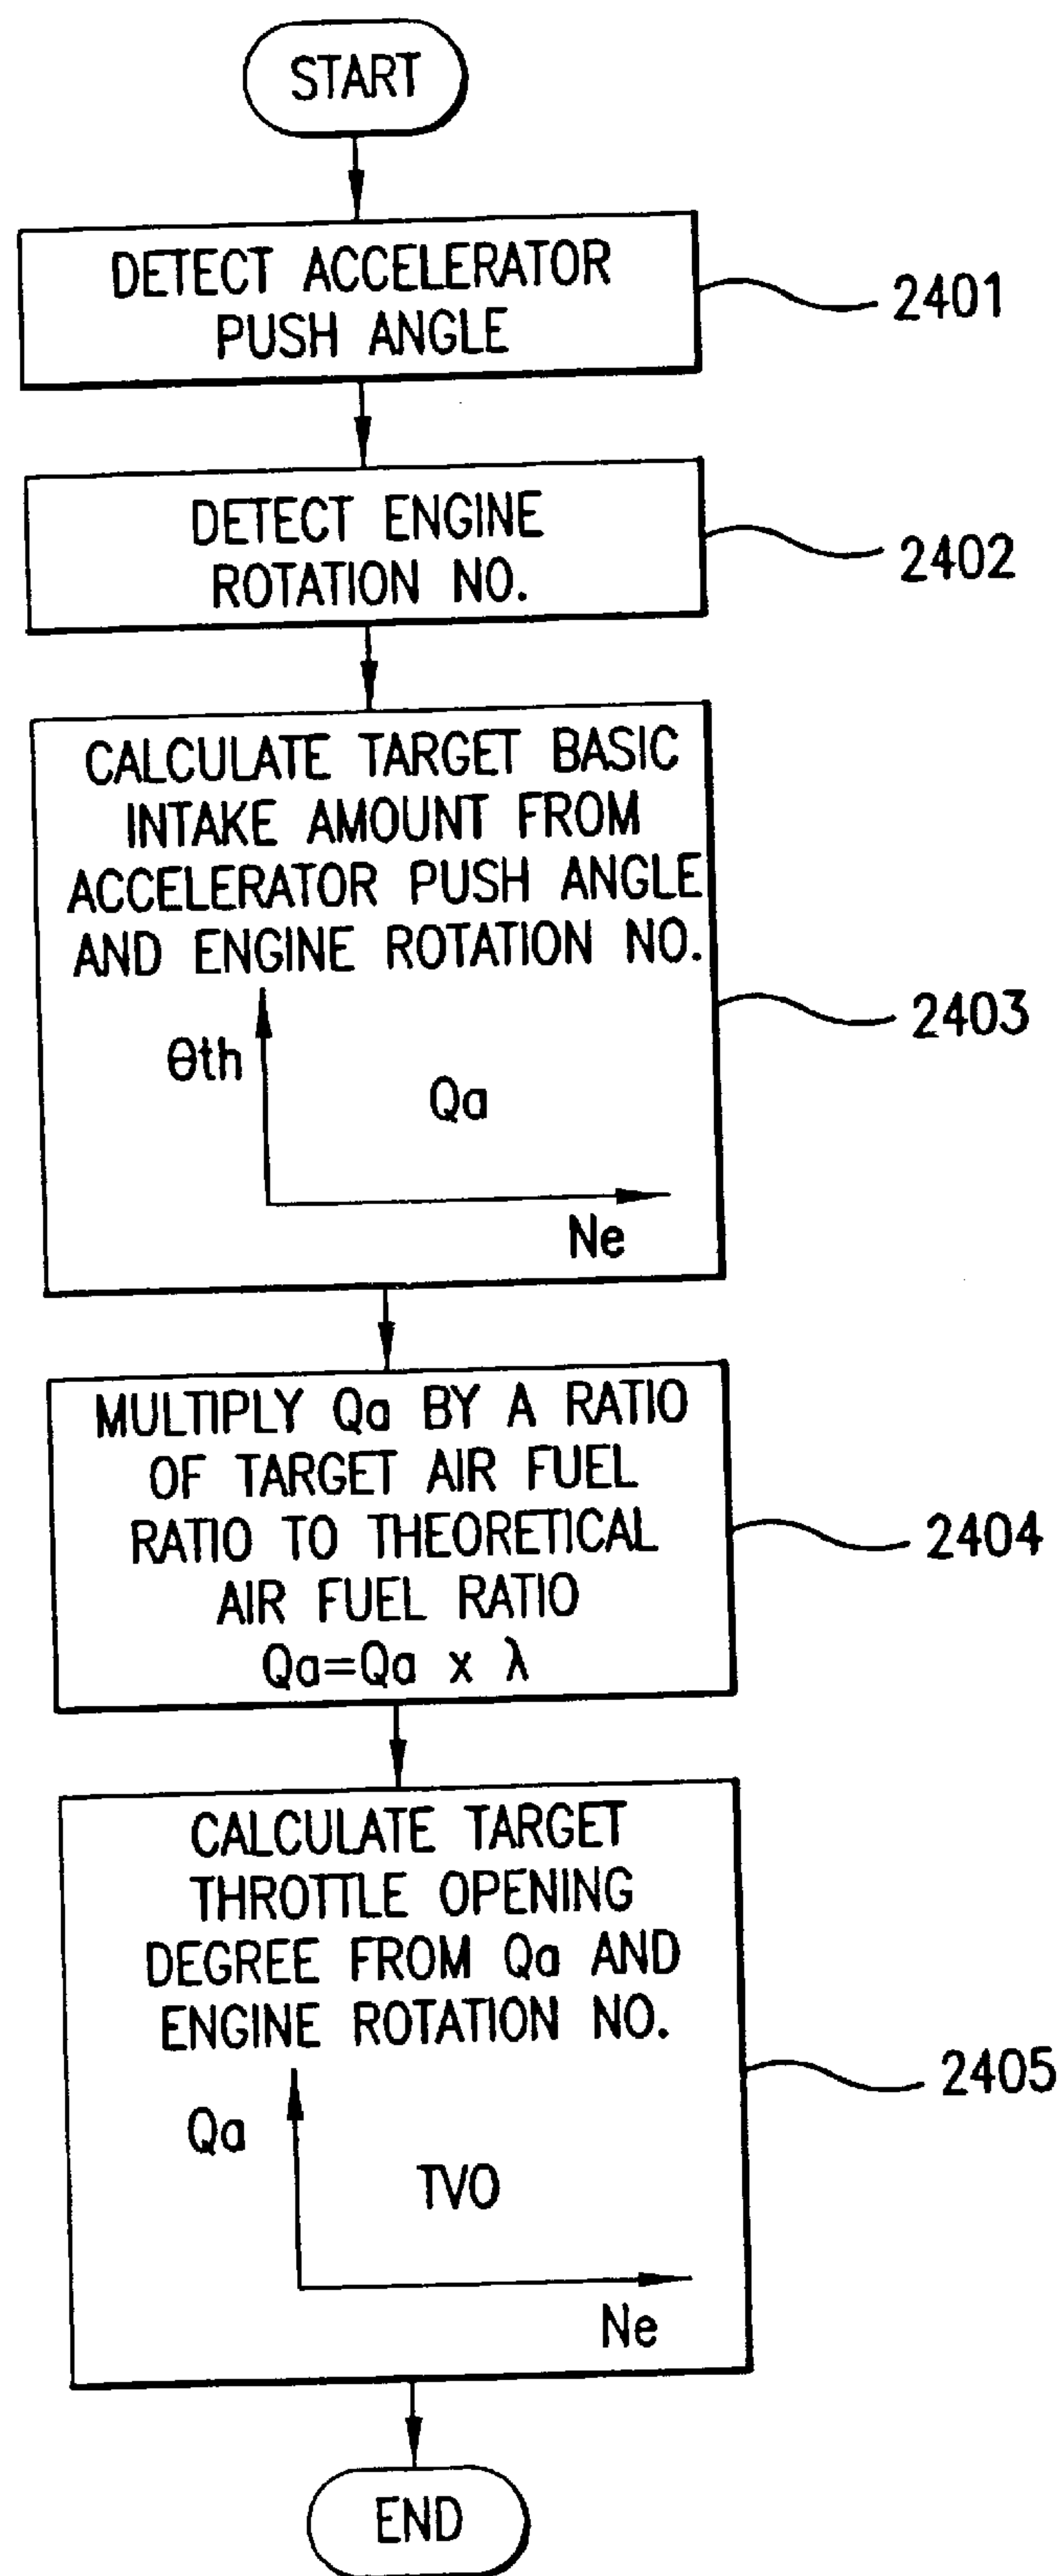 START
DETECT ACCELERATOR
PUSH ANGLE
2401
DETECT ENGINE
ROTATION NO.
2402
CALCULATE TARGET BASIC
INTAKE AMOUNT FROM
ACCELERATOR PUSH ANGLE
AND ENGINE ROTATION NO.
2403
θth
Qa
Ne
MULTIPLY Qa BY A RATIO
OF TARGET AIR FUEL
RATIO TO THEORETICAL
AIR FUEL RATIO
Qa=Qa x λ
2404
CALCULATE TARGET
THROTTLE OPENING
DEGREE FROM Qa AND
ENGINE ROTATION NO.
2405
Qa
TVO
Ne
END